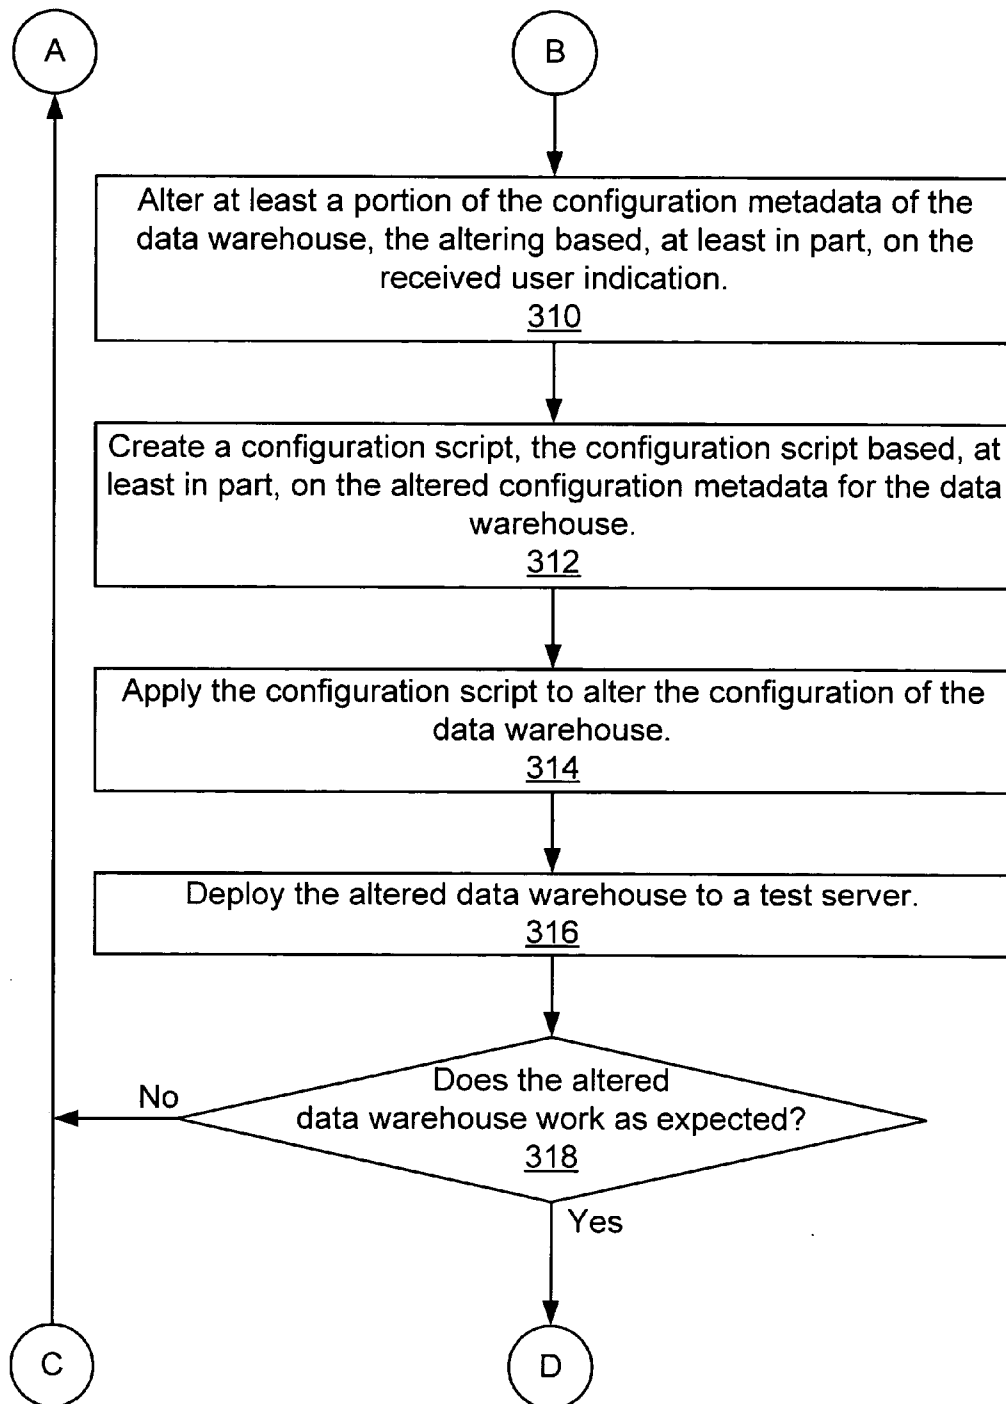 A
B
Alter at least a portion of the configuration metadata of the
data warehouse, the altering based, at least in part, on the
received user indication.
310
Create a configuration script, the configuration script based, at
least in part, on the altered configuration metadata for the data
warehouse.
312
Apply the configuration script to alter the configuration of the
data warehouse.
314
Deploy the altered data warehouse to a test server.
316
No
Does the altered
data warehouse work as expected?
318
Yes
C
D